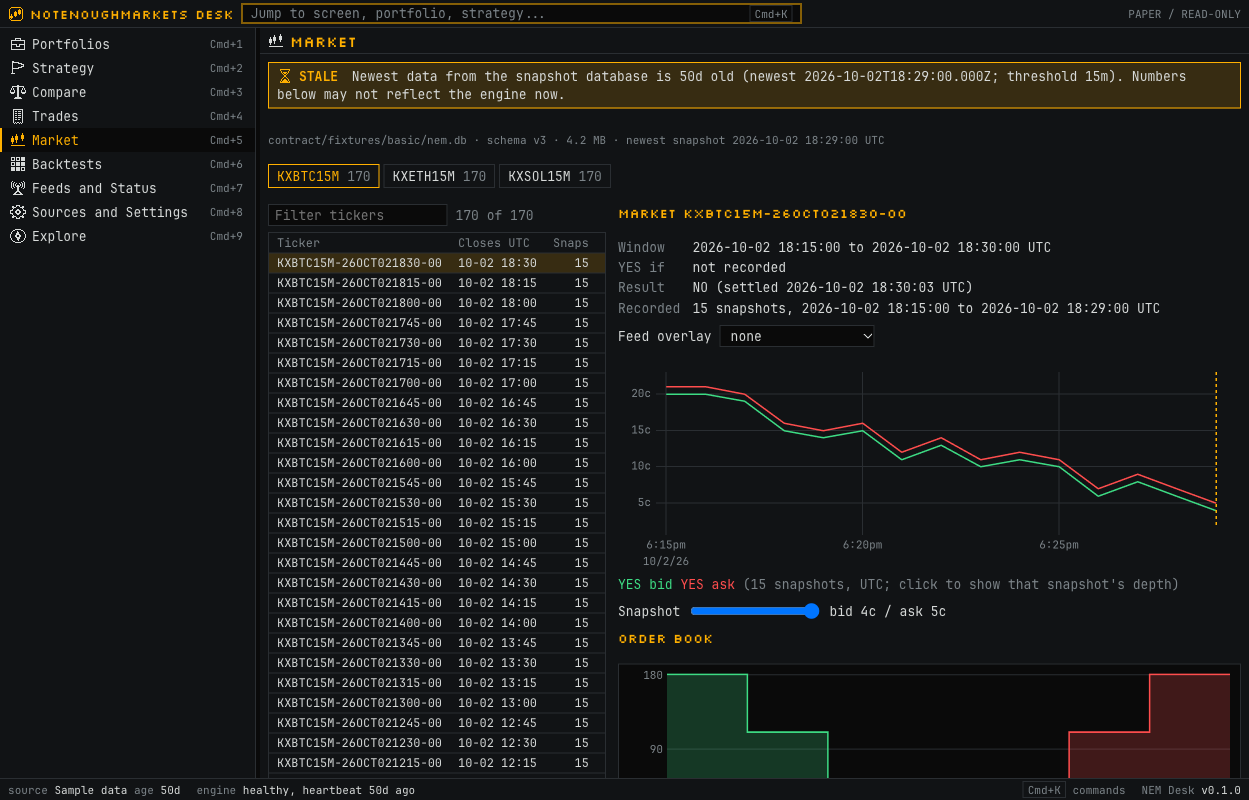 NOTENOUGHMARKETS DESK
Jump to screen, portfolio, strategy...
Cmd+K
PAPER / READ-ONLY
Portfolios Cmd+1
Strategy Cmd+2
Compare Cmd+3
Trades Cmd+4
Market Cmd+5
Backtests Cmd+6
Feeds and Status Cmd+7
Sources and Settings Cmd+8
Explore Cmd+9
MARKET
STALE Newest data from the snapshot database is 50d old (newest 2026-10-02T18:29:00.000Z; threshold 15m). Numbers
below may not reflect the engine now.
contract/fixtures/basic/nem.db · schema v3 · 4.2 MB · newest snapshot 2026-10-02 18:29:00 UTC
KXBTC15M 170 KXETH15M 170 KXSOL15M 170
Filter tickers 170 of 170
Ticker Closes UTC Snaps
KXBTC15M-26OCT021830-00 10-02 18:30 15
KXBTC15M-26OCT021815-00 10-02 18:15 15
KXBTC15M-26OCT021800-00 10-02 18:00 15
KXBTC15M-26OCT021745-00 10-02 17:45 15
KXBTC15M-26OCT021730-00 10-02 17:30 15
KXBTC15M-26OCT021715-00 10-02 17:15 15
KXBTC15M-26OCT021700-00 10-02 17:00 15
KXBTC15M-26OCT021645-00 10-02 16:45 15
KXBTC15M-26OCT021630-00 10-02 16:30 15
KXBTC15M-26OCT021615-00 10-02 16:15 15
KXBTC15M-26OCT021600-00 10-02 16:00 15
KXBTC15M-26OCT021545-00 10-02 15:45 15
KXBTC15M-26OCT021530-00 10-02 15:30 15
KXBTC15M-26OCT021515-00 10-02 15:15 15
KXBTC15M-26OCT021500-00 10-02 15:00 15
KXBTC15M-26OCT021445-00 10-02 14:45 15
KXBTC15M-26OCT021430-00 10-02 14:30 15
KXBTC15M-26OCT021415-00 10-02 14:15 15
KXBTC15M-26OCT021400-00 10-02 14:00 15
KXBTC15M-26OCT021345-00 10-02 13:45 15
KXBTC15M-26OCT021330-00 10-02 13:30 15
KXBTC15M-26OCT021315-00 10-02 13:15 15
KXBTC15M-26OCT021300-00 10-02 13:00 15
KXBTC15M-26OCT021245-00 10-02 12:45 15
KXBTC15M-26OCT021230-00 10-02 12:30 15
KXBTC15M-26OCT021215-00 10-02 12:15 15
MARKET KXBTC15M-26OCT021830-00
Window 2026-10-02 18:15:00 to 2026-10-02 18:30:00 UTC
YES if not recorded
Result NO (settled 2026-10-02 18:30:03 UTC)
Recorded 15 snapshots, 2026-10-02 18:15:00 to 2026-10-02 18:29:00 UTC
Feed overlay none
20c
15c
10c
5c
6:15pm 6:20pm 6:25pm
10/2/26
YES bid YES ask (15 snapshots, UTC; click to show that snapshot's depth)
Snapshot bid 4c / ask 5c
ORDER BOOK
180
90
source Sample data age 50d engine healthy, heartbeat 50d ago
Cmd+K commands NEM Desk v0.1.0